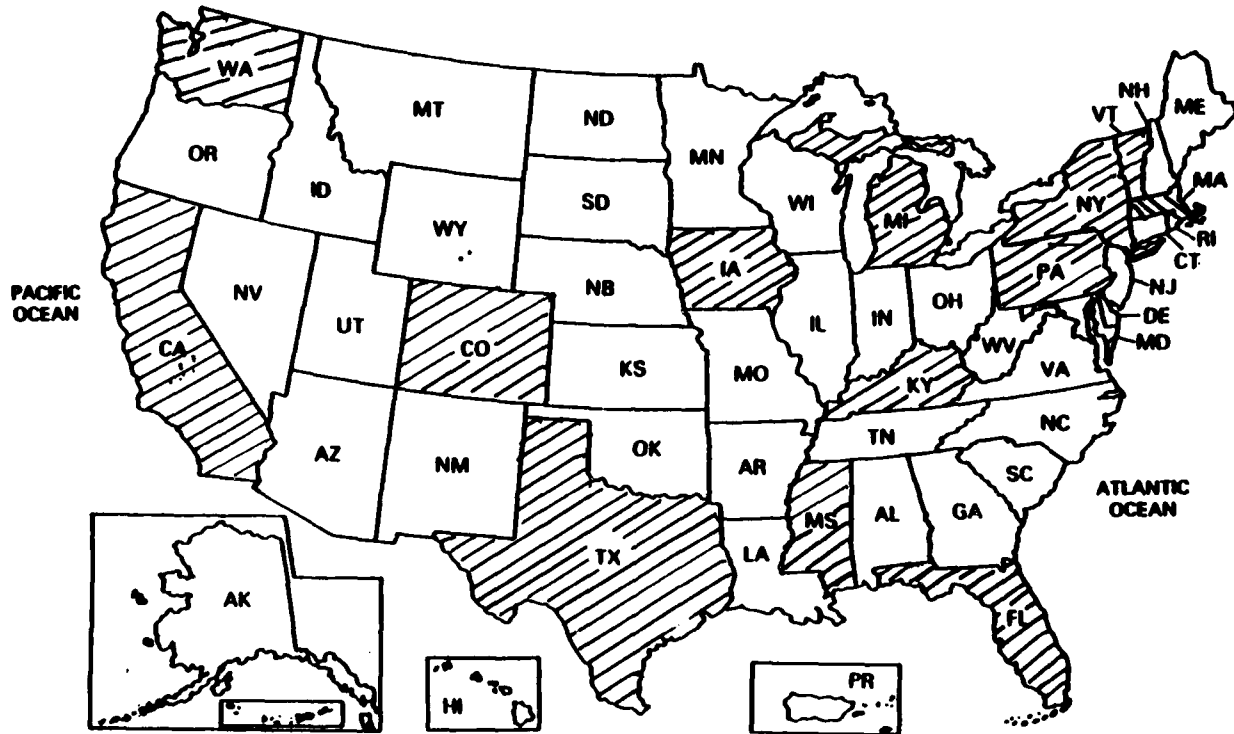 WA
MT
ND
MN
OR
ID
WY
SD
WI
MI
NH
VT
ME
MA
NY
RI
CT
PA
NJ
DE
MD
PACIFIC
OCEAN
NV
UT
CA
CO
NB
IA
IL
IN
OH
WV
VA
KS
MO
KY
AZ
NM
OK
AR
TN
NC
SC
ATLANTIC
OCEAN
TX
LA
MS
AL
GA
FL
AK
HI
PR